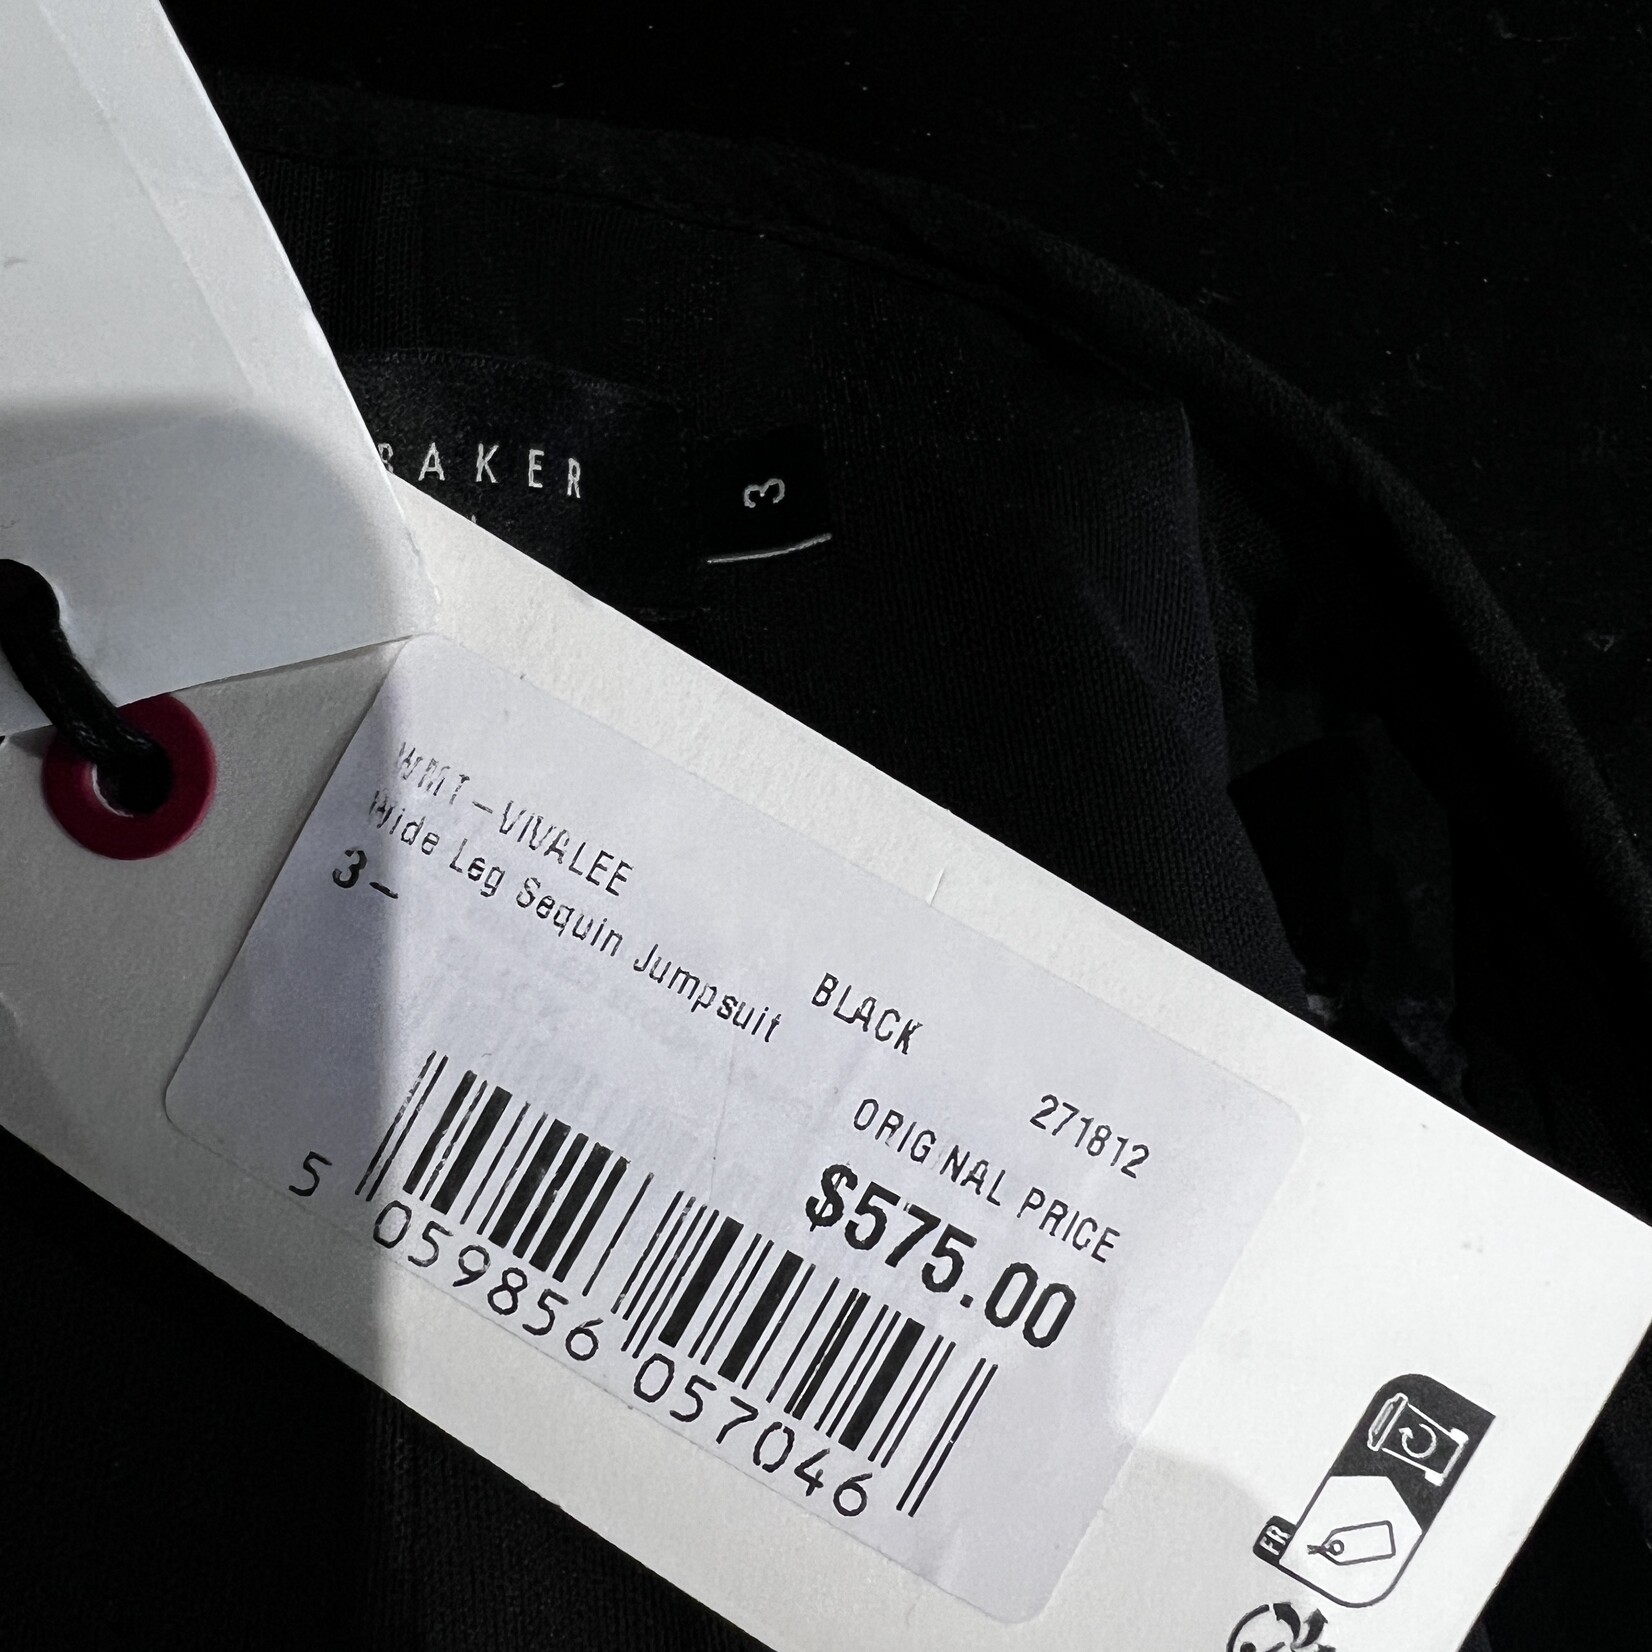 BAKER
3
WMT-VIVALEE
Wide Leg Sequin Jumpsuit
3-
BLACK
271812
ORIGINAL PRICE
$575.00
5 059856 057046
FR